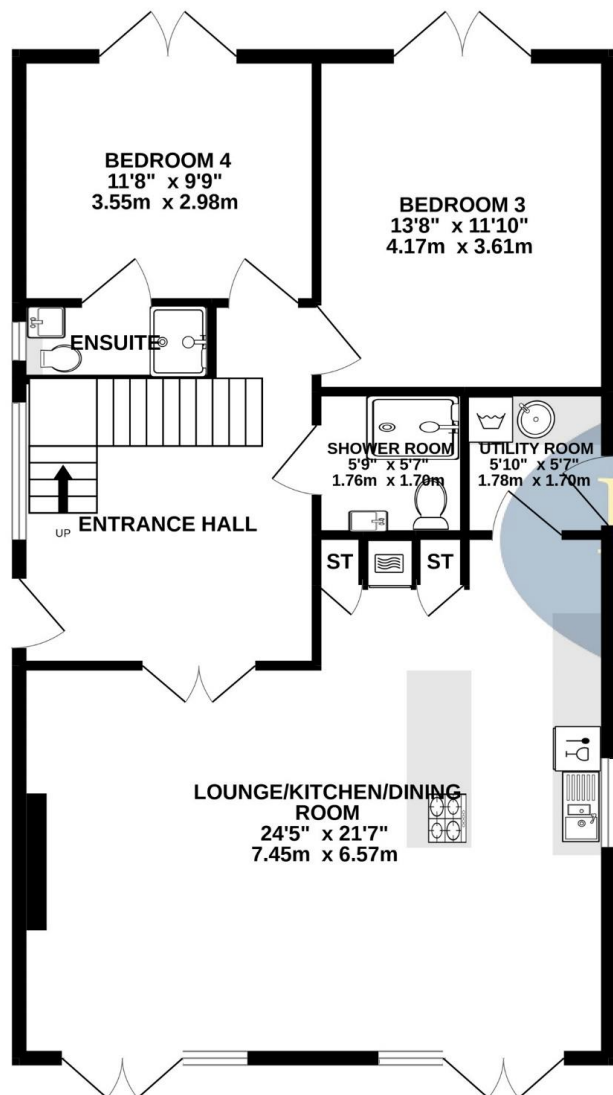 BEDROOM 4
11'8" x 9'9"
3.55m x 2.98m
BEDROOM 3
13'8" x 11'10"
4.17m x 3.61m
ENSUITE
SHOWER ROOM
5'9" x 5'7"
1.76m x 1.70m
UTILITY ROOM
5'10" x 5'7"
1.78m x 1.70m
UP
ENTRANCE HALL
ST
ST
LOUNGE/KITCHEN/DINING
ROOM
24'5" x 21'7"
7.45m x 6.57m